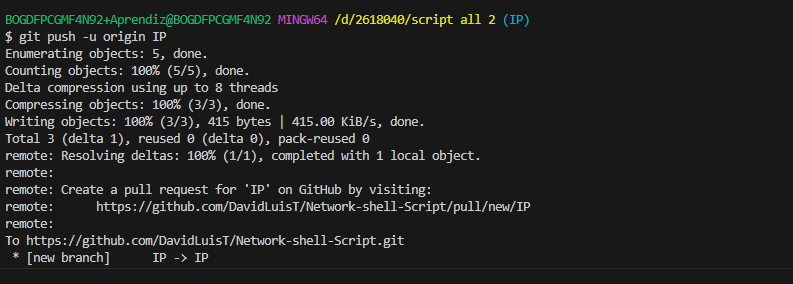 BOGDFPCGMF4N92+Aprendiz@BOGDFPCGMF4N92 MINGW64 /d/2618040/script all 2 (IP)
$ git push -u origin IP
Enumerating objects: 5, done.
Counting objects: 100% (5/5), done.
Delta compression using up to 8 threads
Compressing objects: 100% (3/3), done.
Writing objects: 100% (3/3), 415 bytes | 415.00 KiB/s, done.
Total 3 (delta 1), reused 0 (delta 0), pack-reused 0
remote: Resolving deltas: 100% (1/1), completed with 1 local object.
remote:
remote: Create a pull request for 'IP' on GitHub by visiting:
remote:      https://github.com/DavidLuisT/Network-shell-Script/pull/new/IP
remote:
To https://github.com/DavidLuisT/Network-shell-Script.git
 * [new branch]      IP -> IP